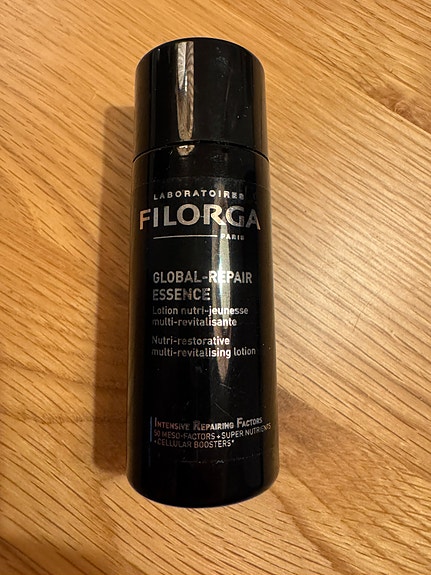 LABORATOIRES
FILORGA
PARIS
GLOBAL-REPAIR
ESSENCE
Lotion nutri-jeunesse
multi-revitalisante
Nutri-restorative
multi-revitalising lotion
INTENSIVE REPAIRING FACTORS
50 MESO-FACTORS + SUPER NUTRIENTS
+ CELLULAR BOOSTERS*